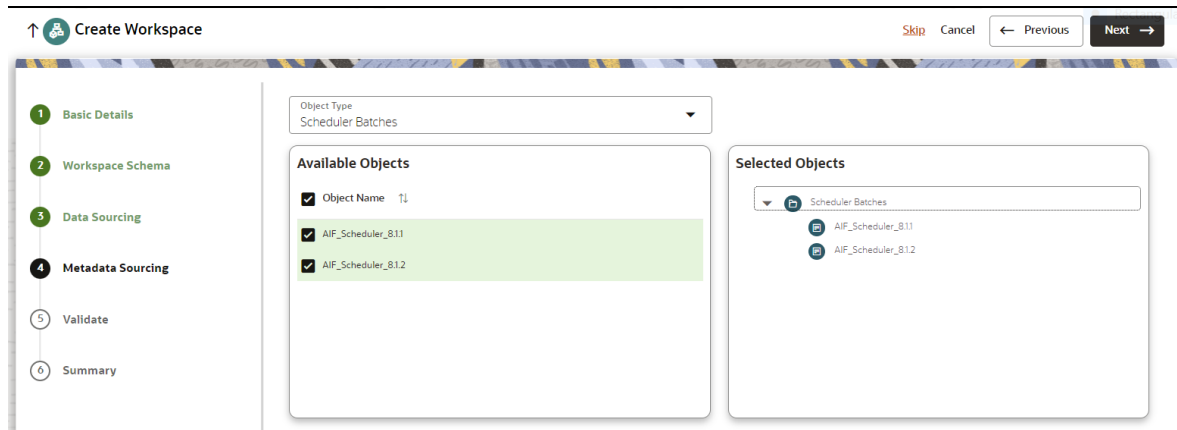 Create Workspace
Skip Cancel ← Previous Next →
1 Basic Details
2 Workspace Schema
3 Data Sourcing
4 Metadata Sourcing
5 Validate
6 Summary
Object Type
Scheduler Batches
Available Objects
Object Name
AIF_Scheduler_8.1.1
AIF_Scheduler_8.1.2
Selected Objects
Scheduler Batches
AIF_Scheduler_8.1.1
AIF_Scheduler_8.1.2